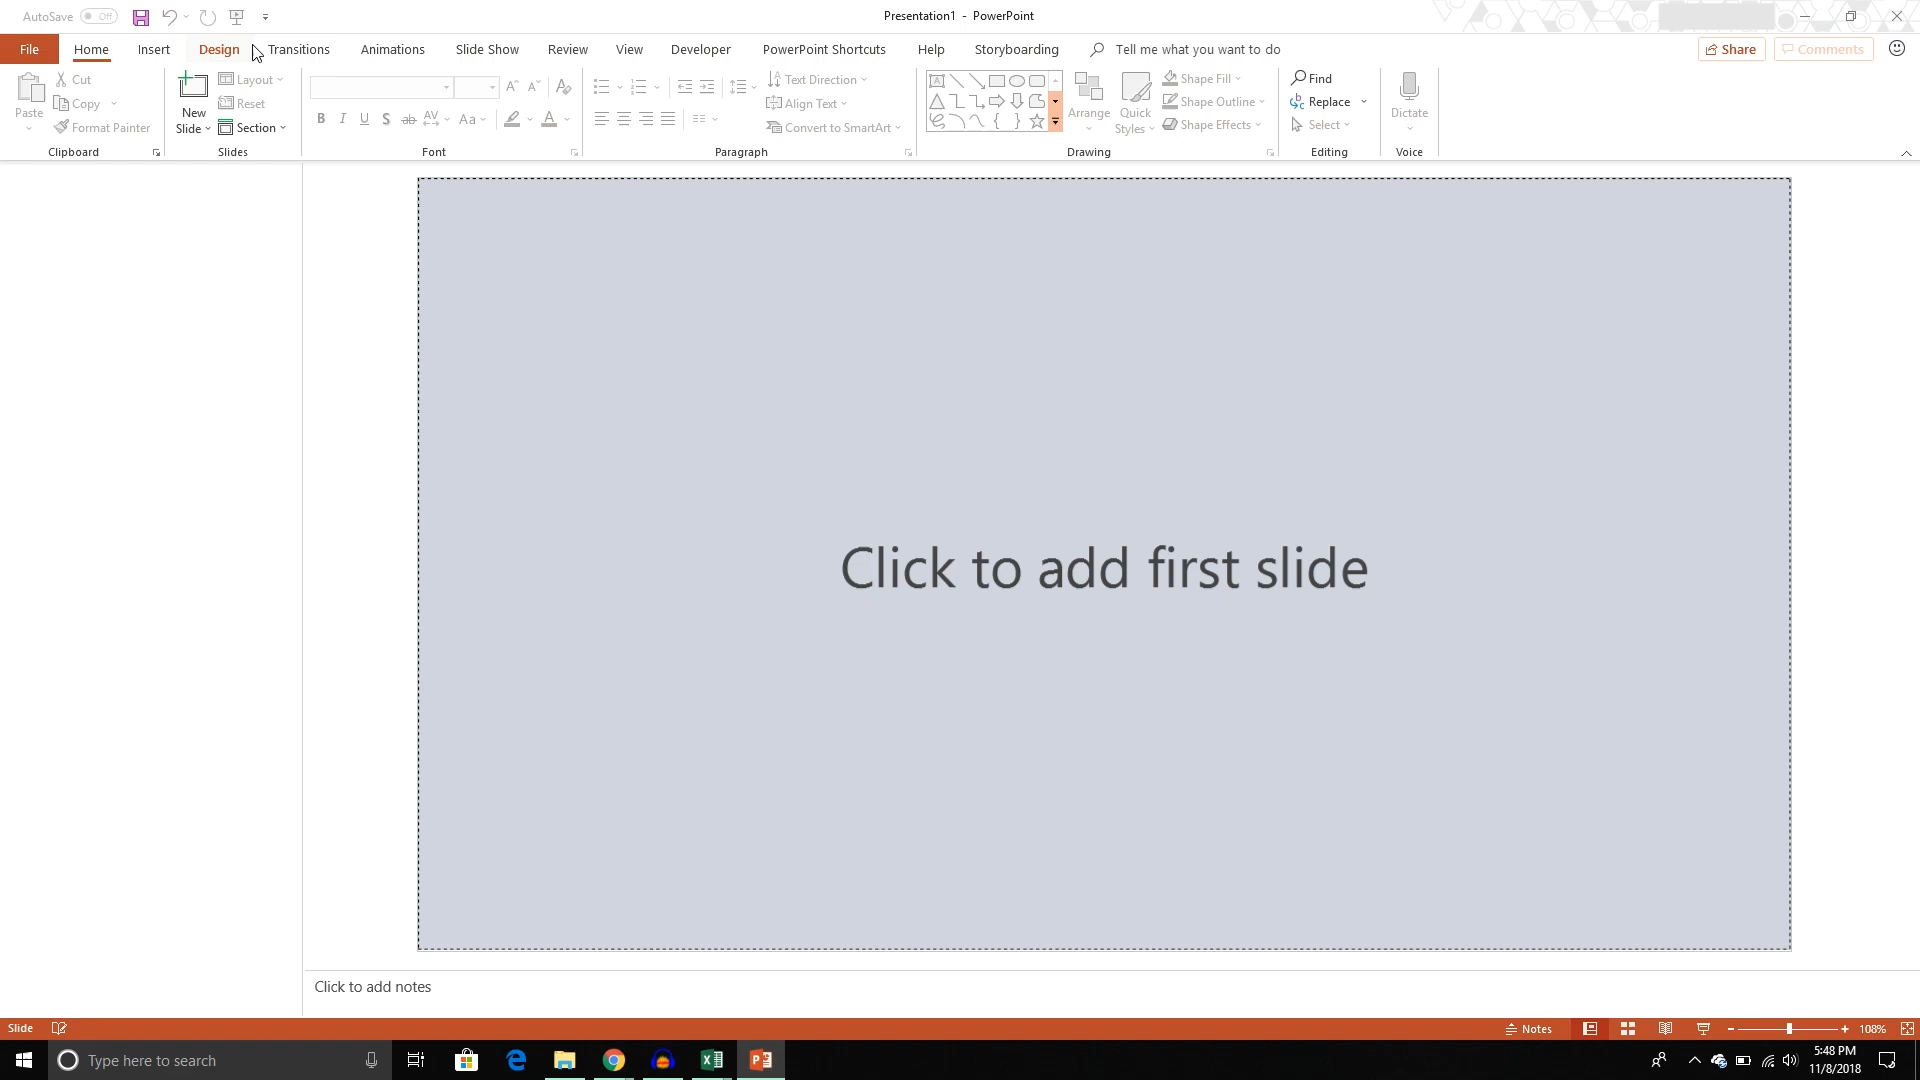 AutoSave Off
Presentation1 - PowerPoint
File Home Insert Design Transitions Animations Slide Show Review View Developer PowerPoint Shortcuts Help Storyboarding Tell me what you want to do Share Comments
Paste
Cut
Copy
Format Painter
Clipboard
New
Slide
Layout
Reset
Section
Slides
B I U S ab AV Aa A
Font
Text Direction
Align Text
Convert to SmartArt
Paragraph
Arrange
Quick
Styles
Shape Fill
Shape Outline
Shape Effects
Drawing
Find
Replace
Select
Editing
Dictate
Voice
Click to add first slide
Click to add notes
Slide
Notes
108%
Type here to search
5:48 PM
11/8/2018